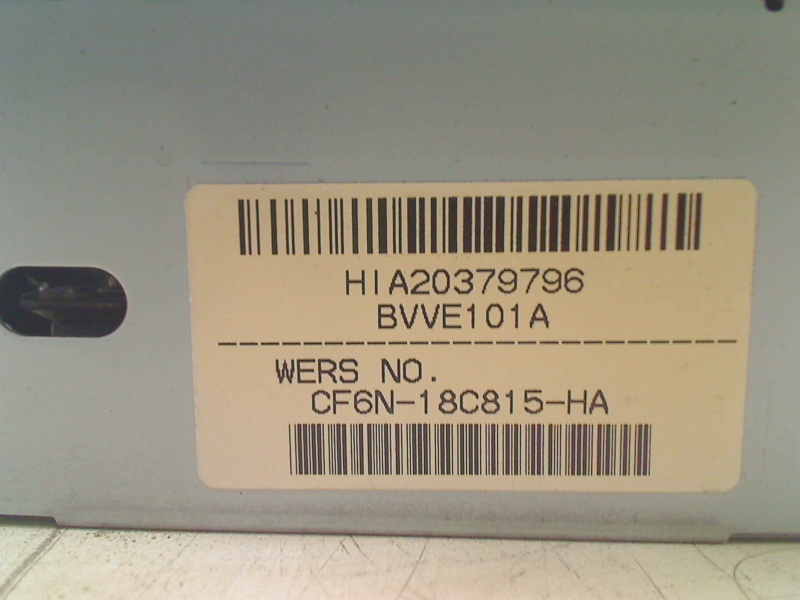 HIA20379796
BVVE101A
WERS NO.
CF6N-18C815-HA